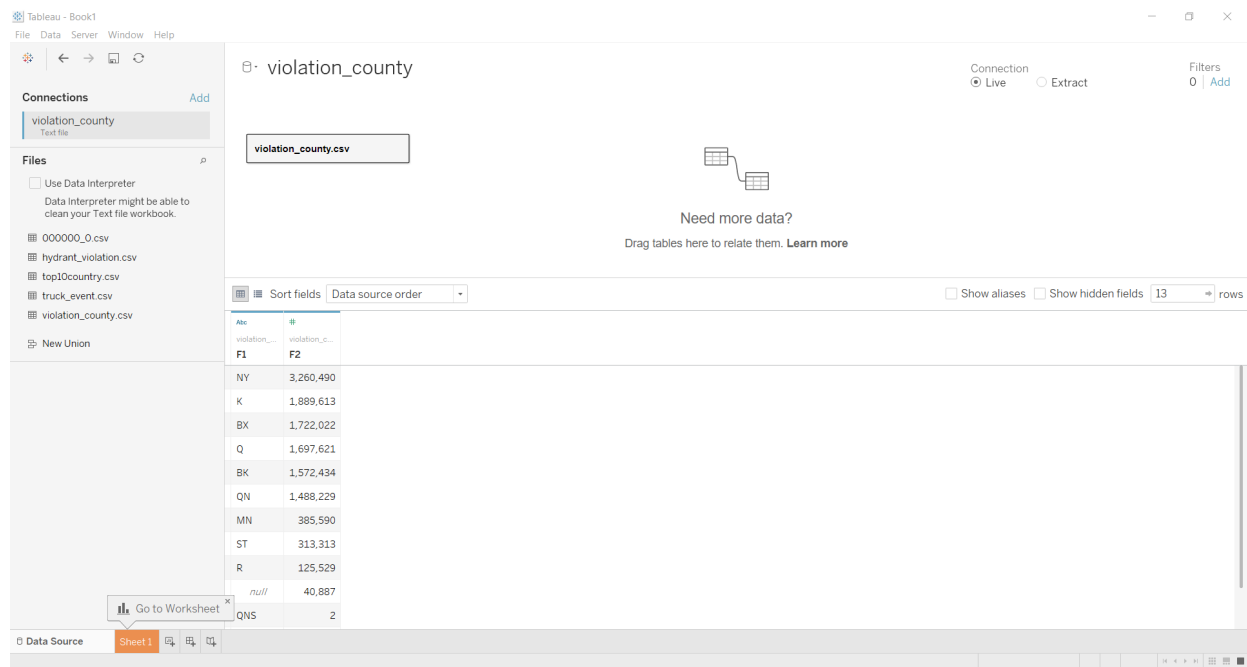 Tableau - Book1
File Data Server Window Help
Connections Add
violation_county
Text file
Files
Use Data Interpreter
Data Interpreter might be able to
clean your Text file workbook.
000000_0.csv
hydrant_violation.csv
top10country.csv
truck_event.csv
violation_county.csv
New Union
violation_county
Connection
Live Extract
Filters
0 Add
violation_county.csv
Need more data?
Drag tables here to relate them. Learn more
Sort fields Data source order
Show aliases Show hidden fields 13 rows
Abc #
violation_... violation_c...
F1 F2
NY 3,260,490
K 1,889,613
BX 1,722,022
Q 1,697,621
BK 1,572,434
QN 1,488,229
MN 385,590
ST 313,313
R 125,529
null 40,887
QNS 2
Go to Worksheet
Data Source Sheet 1